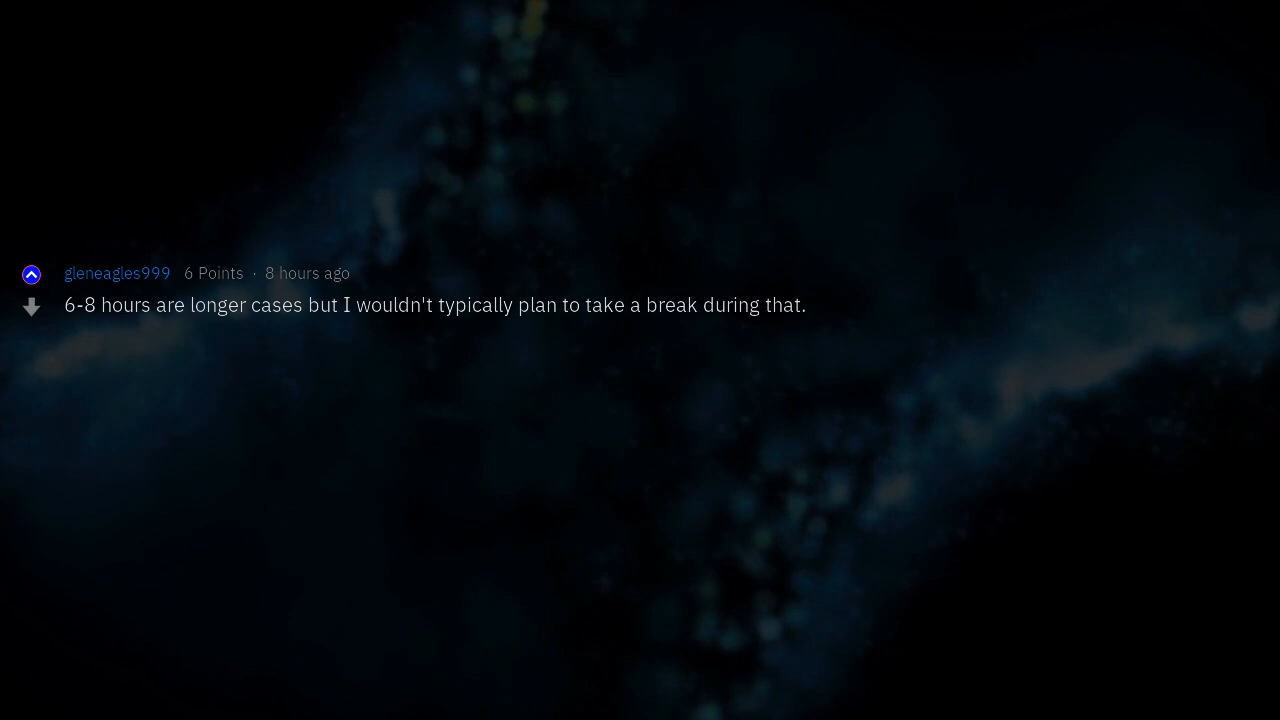 gleneagles999 6 Points · 8 hours ago
6-8 hours are longer cases but I wouldn't typically plan to take a break during that.